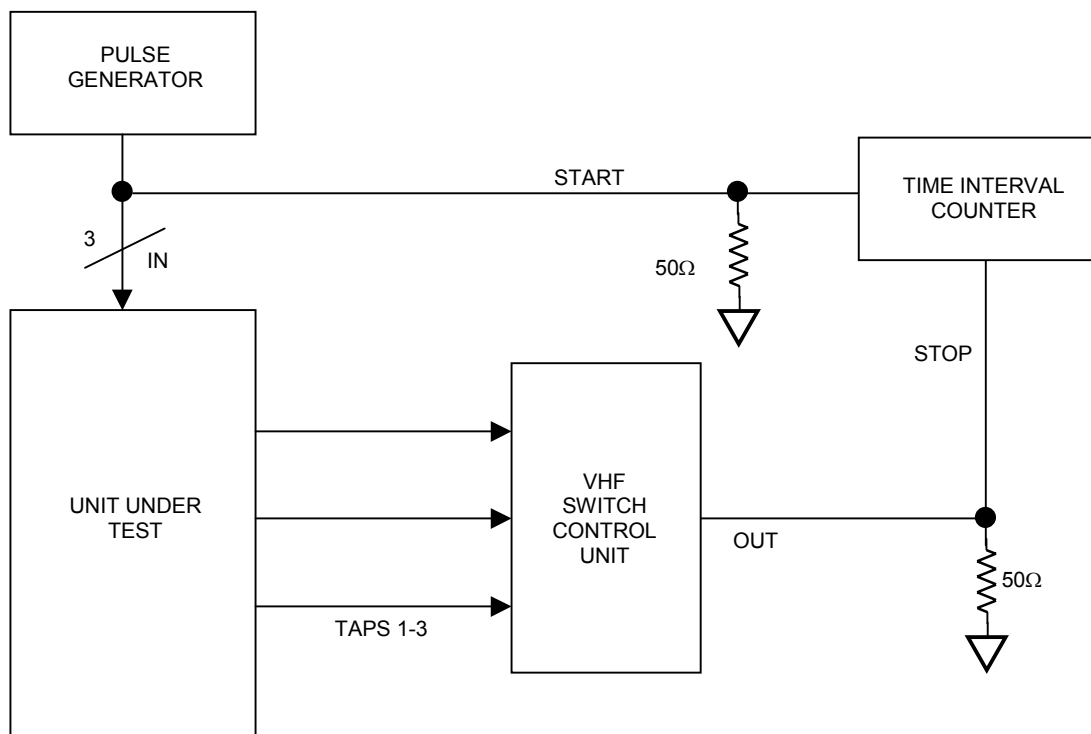 PULSE
GENERATOR
START
TIME INTERVAL
COUNTER
3
IN
50Ω
STOP
UNIT UNDER
TEST
VHF
SWITCH
CONTROL
UNIT
OUT
50Ω
TAPS 1-3